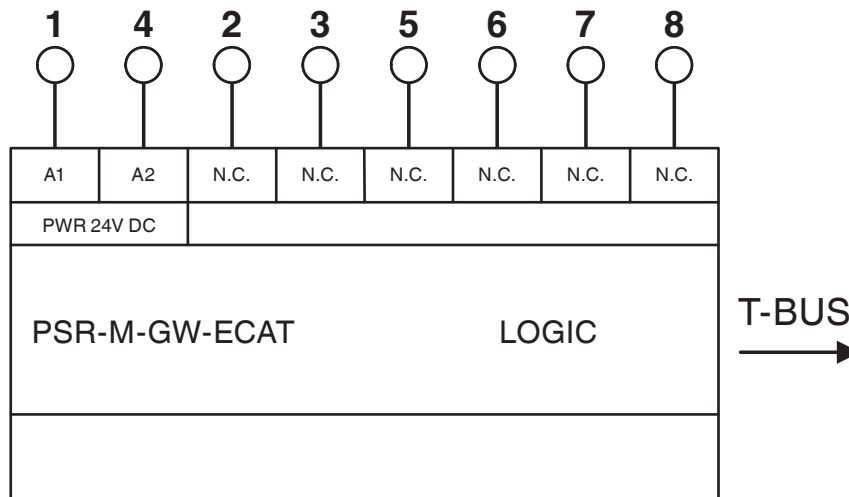 1 4 2 3 5 6 7 8
A1 A2 N.C. N.C. N.C. N.C. N.C. N.C.
PWR 24V DC
PSR-M-GW-ECAT LOGIC
T-BUS